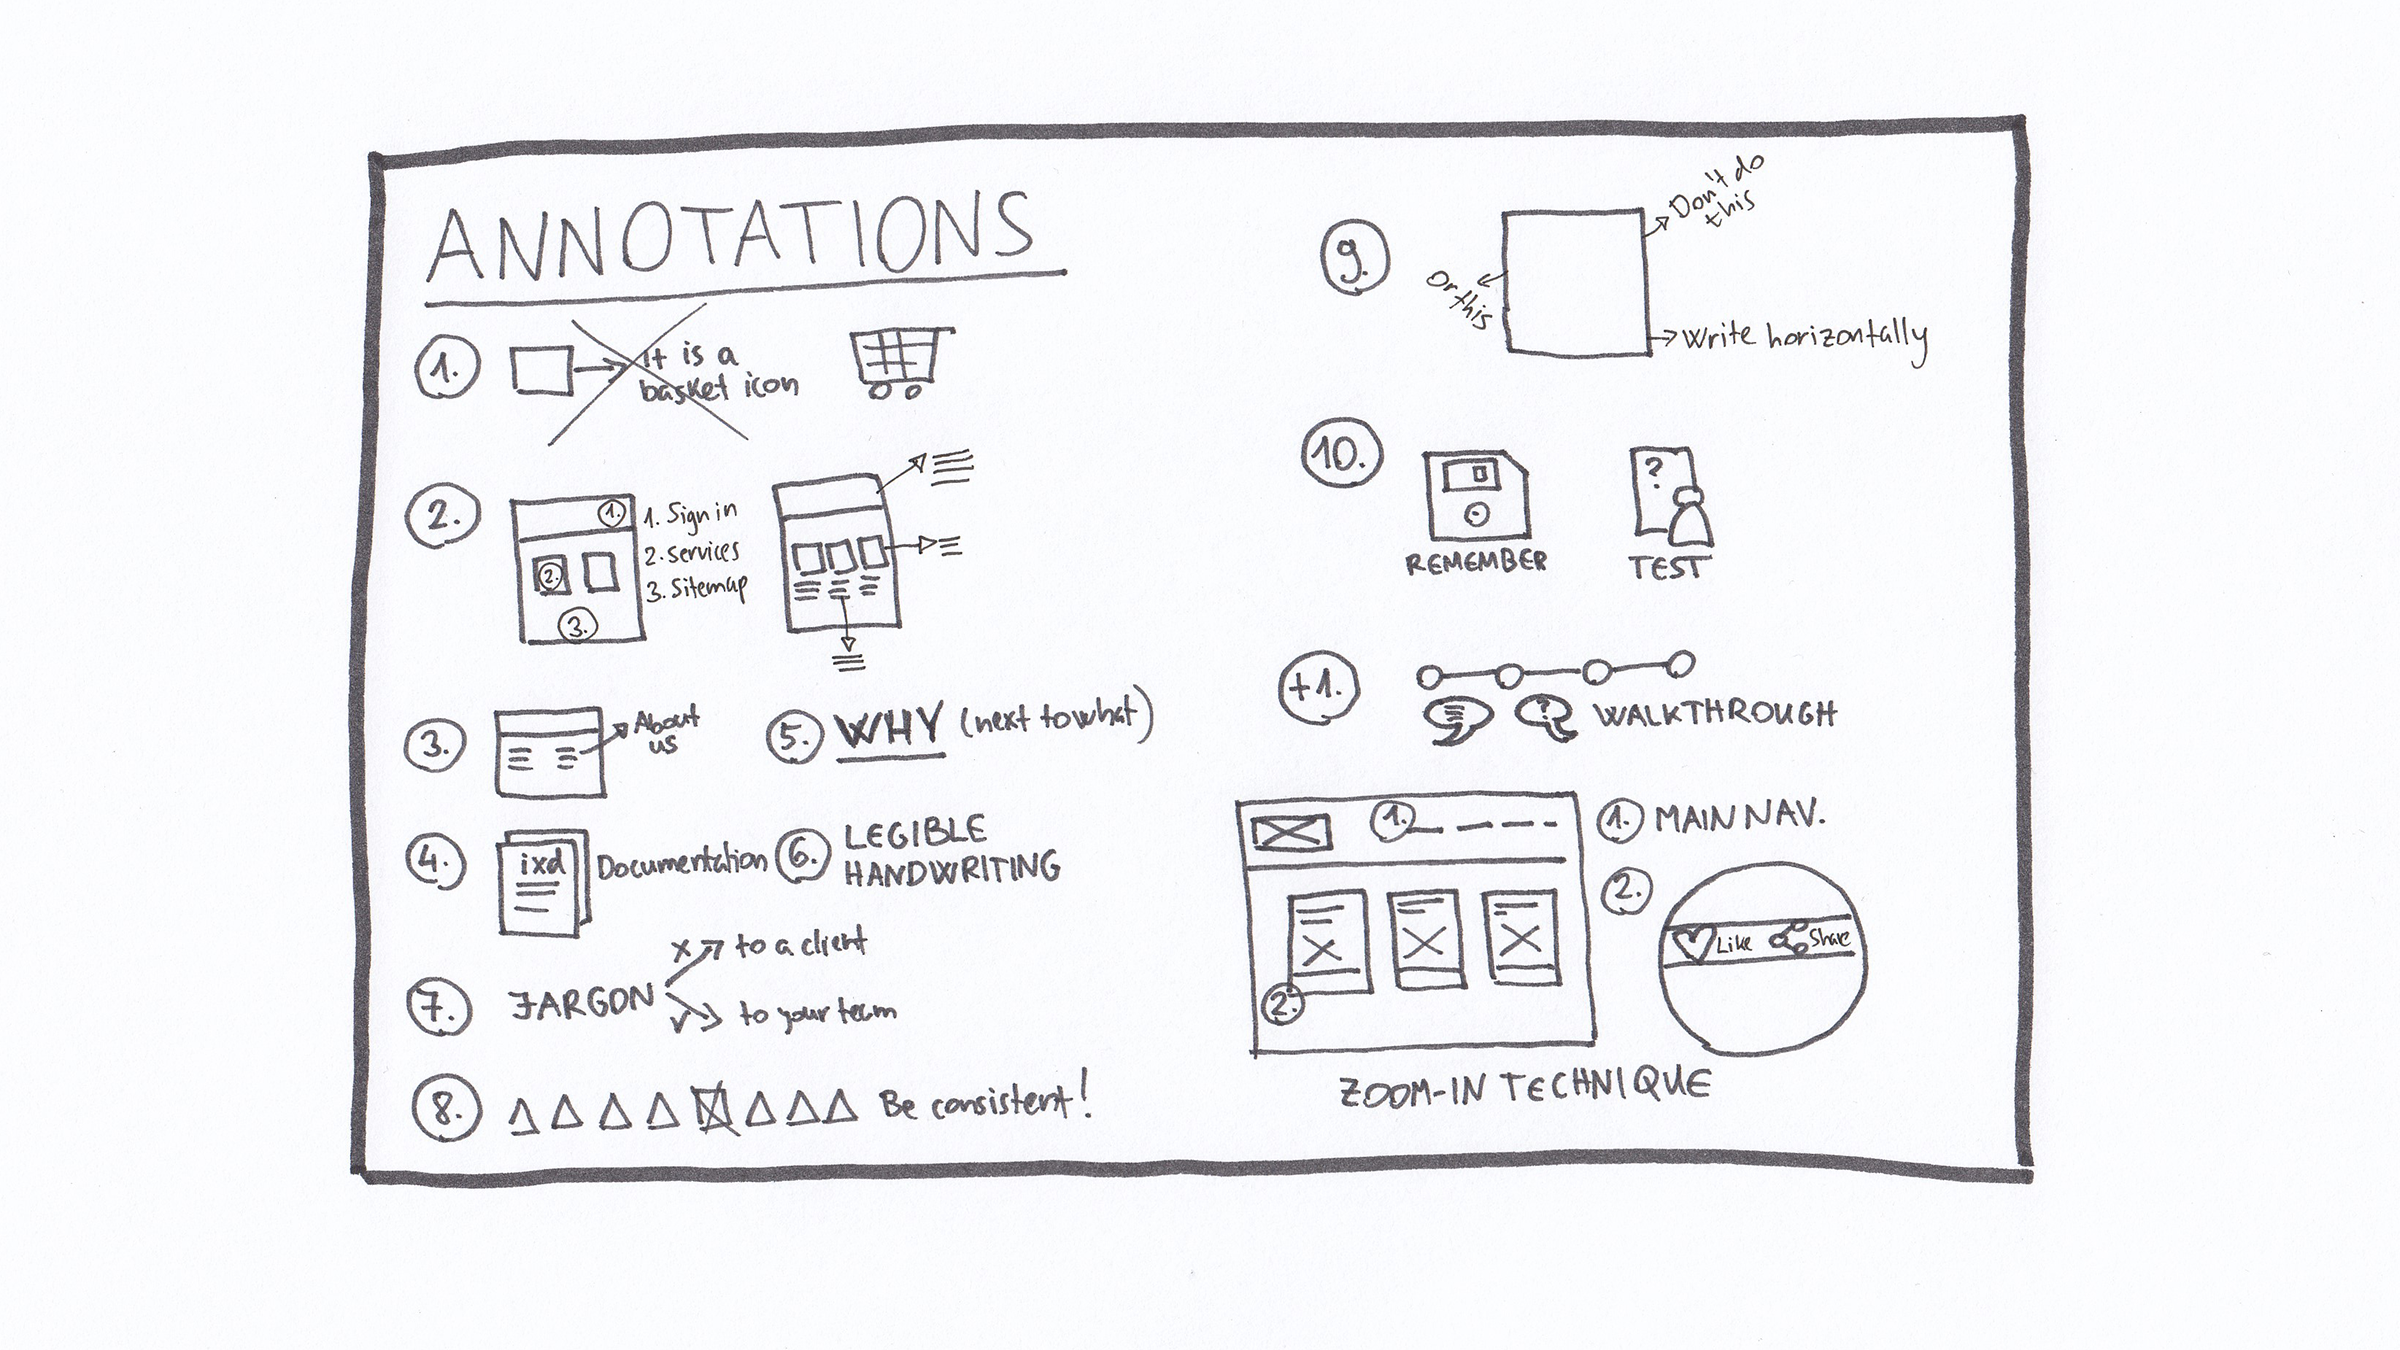 ANNOTATIONS
1.
It is a
basket icon
2.
1.
2.
3.
1. Sign in
2. Services
3. Sitemap
3.
About
us
5.
WHY (next to what)
4.
ixd
Documentation
6.
LEGIBLE
HANDWRITING
7.
JARGON
x
to a client
to your team
8.
Be consistent!
9.
Don't do
this
Or this
Write horizontally
10.
REMEMBER
?
TEST
+1.
?
WALKTHROUGH
1.
2.
1. MAIN NAV.
2.
Like
Share
ZOOM-IN TECHNIQUE